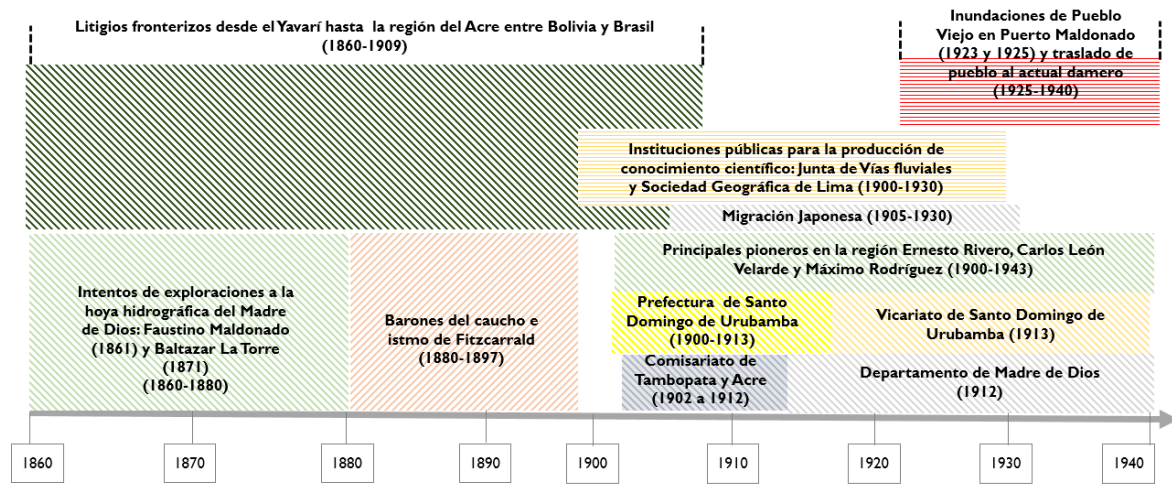 Litigios fronterizos desde el Yavarí hasta la región del Acre entre Bolivia y Brasil
(1860-1909)
Inundaciones de Pueblo
Viejo en Puerto Maldonado
(1923 y 1925) y traslado de
pueblo al actual damero
(1925-1940)
Instituciones públicas para la producción de
conocimiento científico: Junta de Vías fluviales
y Sociedad Geográfica de Lima (1900-1930)
Migración Japonesa (1905-1930)
Principales pioneros en la región Ernesto Rivero, Carlos León
Velarde y Máximo Rodríguez (1900-1943)
Intentos de exploraciones a la
hoya hidrográfica del Madre
de Dios: Faustino Maldonado
(1861) y Baltazar La Torre
(1871)
(1860-1880)
Barones del caucho e
istmo de Fitzcarrald
(1880-1897)
Prefectura de Santo
Domingo de Urubamba
(1900-1913)
Vicariato de Santo Domingo de
Urubamba (1913)
Comisariato de
Tambopata y Acre
(1902 a 1912)
Departamento de Madre de Dios
(1912)
1860
1870
1880
1890
1900
1910
1920
1930
1940